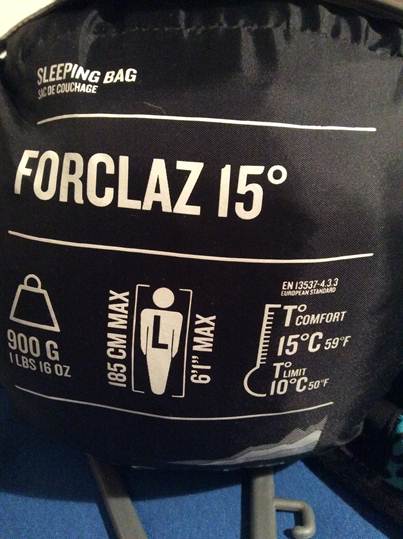 SLEEPING BAG
SAC DE COUCHAGE
FORCLAZ 15°
900 G
1 LBS 16 OZ
185 CM MAX
L
6'1" MAX
EN 13537-4.3.3
EUROPEAN STANDARD
T° COMFORT
15°C 59°F
T° LIMIT
10°C 50°F